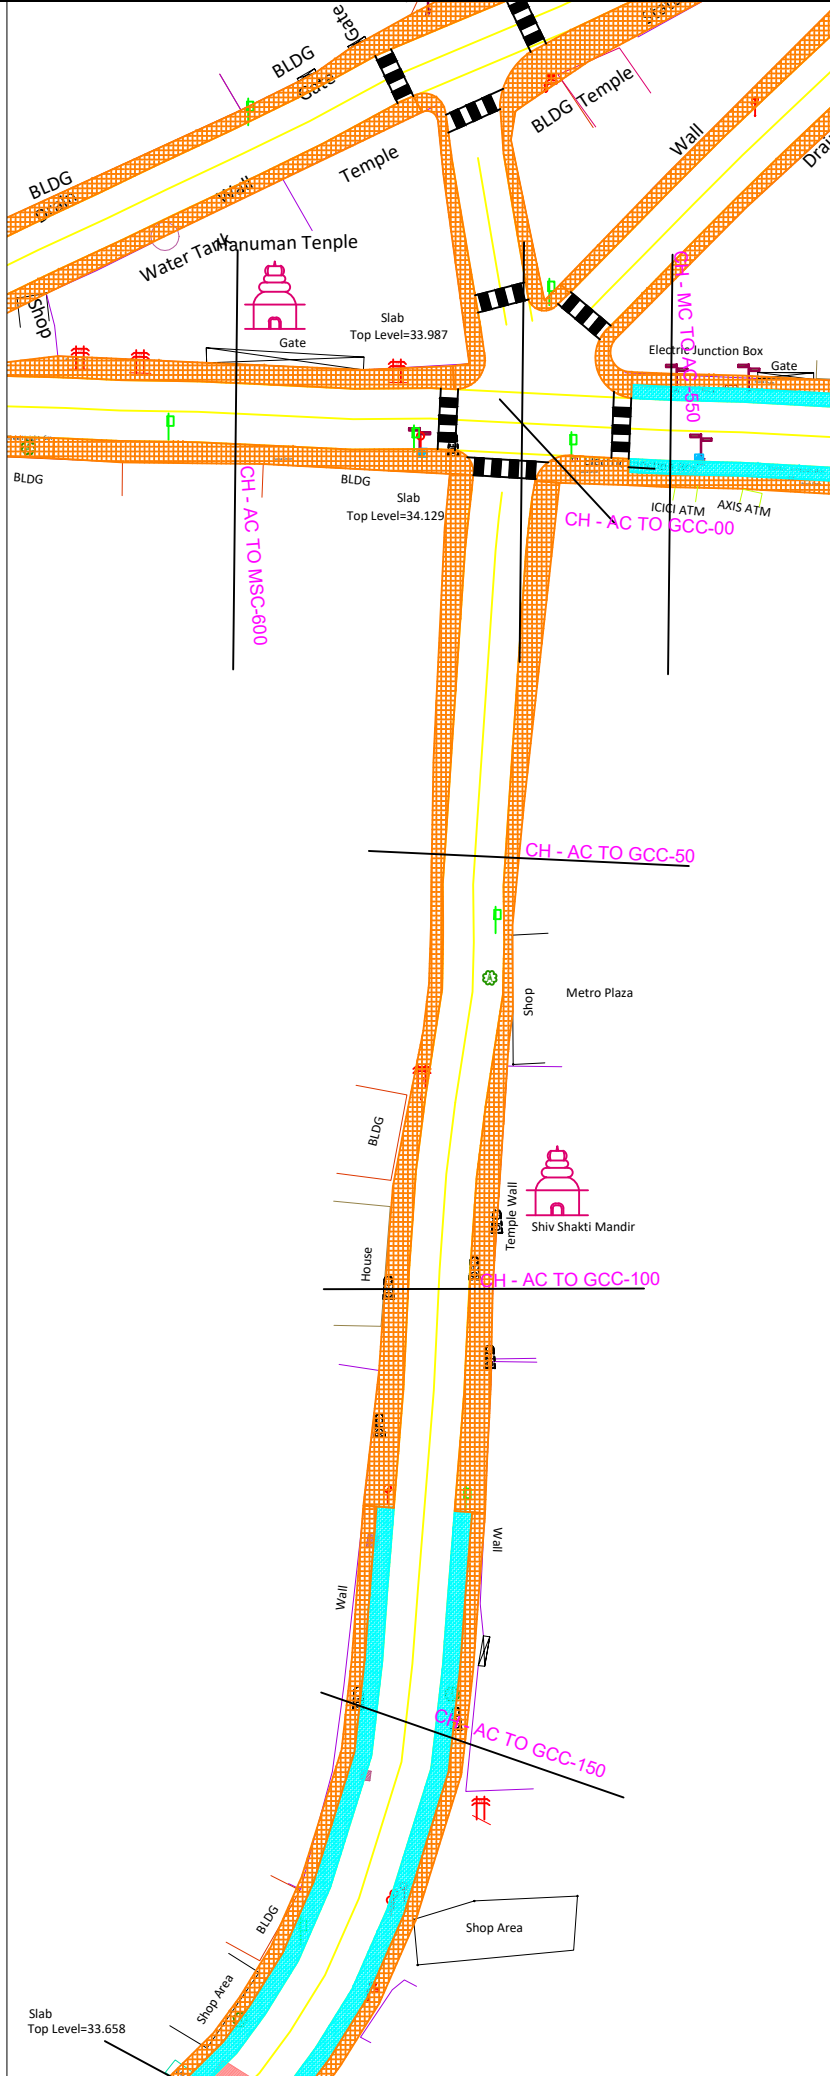 Gate
BLDG
Gate
BLDG
Temple
Wall
Drain
BLDG
Drain
Wall
Temple
Water Tank
Hanuman Tenple
Shop
Slab
Top Level=33.987
Gate
CH - MC TO AC-550
Electric Junction Box
Gate
BLDG
BLDG
Slab
Top Level=34.129
ICICI ATM
AXIS ATM
CH - AC TO GCC-00
CH - AC TO MSC-600
CH - AC TO GCC-50
Shop
Metro Plaza
BLDG
Temple Wall
Shiv Shakti Mandir
House
CH - AC TO GCC-100
Wall
Wall
CH - AC TO GCC-150
BLDG
Shop Area
Shop Area
Slab
Top Level=33.658